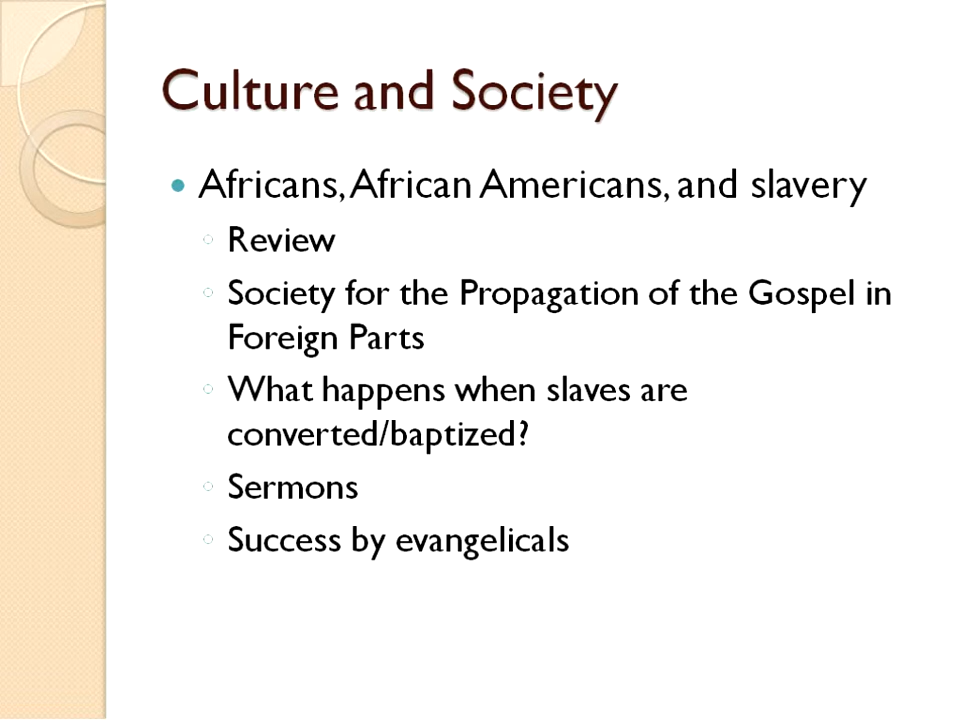 Culture and Society
• Africans, African Americans, and slavery
◦ Review
◦ Society for the Propagation of the Gospel in
Foreign Parts
◦ What happens when slaves are
converted/baptized?
◦ Sermons
◦ Success by evangelicals